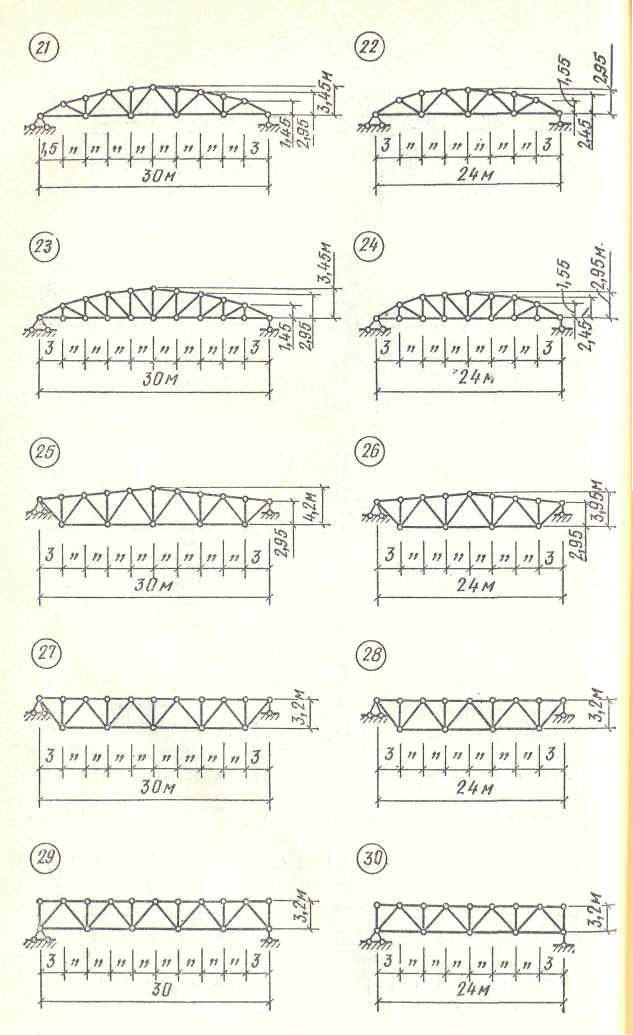 21
3,45м
1,45
2,95
1,5 " " " " " " " " 3
30м
22
1,55
2,95
2,45
3 " " " " " " 3
24м
23
3,45м
1,45
2,95
3 " " " " " " " " 3
30м
24
1,55
2,95м.
2,45
3 " " " " " " 3
24м
25
4,2м
2,95
3 " " " " " " " " 3
30м
26
3,95м
2,95
3 " " " " " " 3
24м
27
3,2м
3 " " " " " " " " 3
30м
28
3,2м
3 " " " " " " 3
24м
29
3,2м
3 " " " " " " " " 3
30
30
3,2м
3 " " " " " " 3
24м